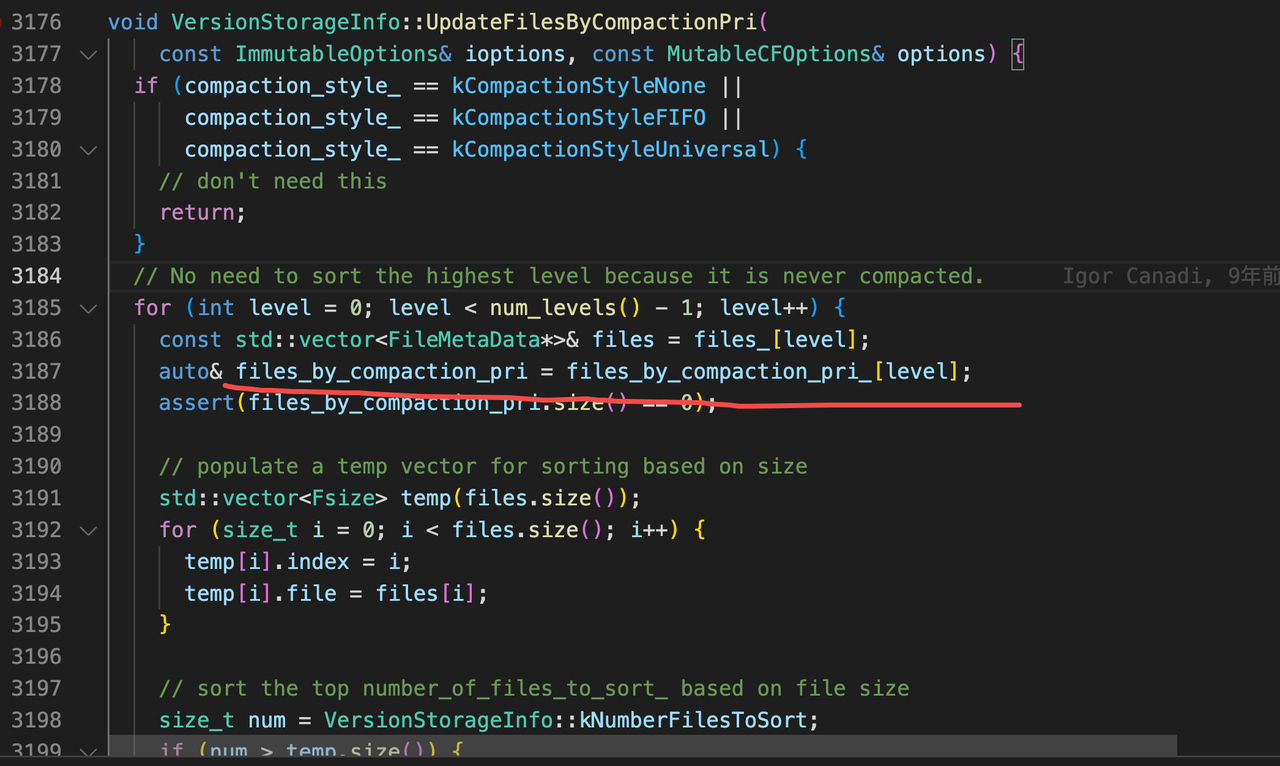 3176 void VersionStorageInfo::UpdateFilesByCompactionPri(
3177 const ImmutableOptions& ioptions, const MutableCFOptions& options) {
3178 if (compaction_style_ == kCompactionStyleNone ||
3179 compaction_style_ == kCompactionStyleFIFO ||
3180 compaction_style_ == kCompactionStyleUniversal) {
3181 // don't need this
3182 return;
3183 }
3184 // No need to sort the highest level because it is never compacted. Igor Canadi, 9年前
3185 for (int level = 0; level < num_levels() - 1; level++) {
3186 const std::vector<FileMetaData*>& files = files_[level];
3187 auto& files_by_compaction_pri = files_by_compaction_pri_[level];
3188 assert(files_by_compaction_pri.size() == 0);
3189
3190 // populate a temp vector for sorting based on size
3191 std::vector<Fsize> temp(files.size());
3192 for (size_t i = 0; i < files.size(); i++) {
3193 temp[i].index = i;
3194 temp[i].file = files[i];
3195 }
3196
3197 // sort the top number_of_files_to_sort_ based on file size
3198 size_t num = VersionStorageInfo::kNumberFilesToSort;
3199 if (num > temp.size()) {